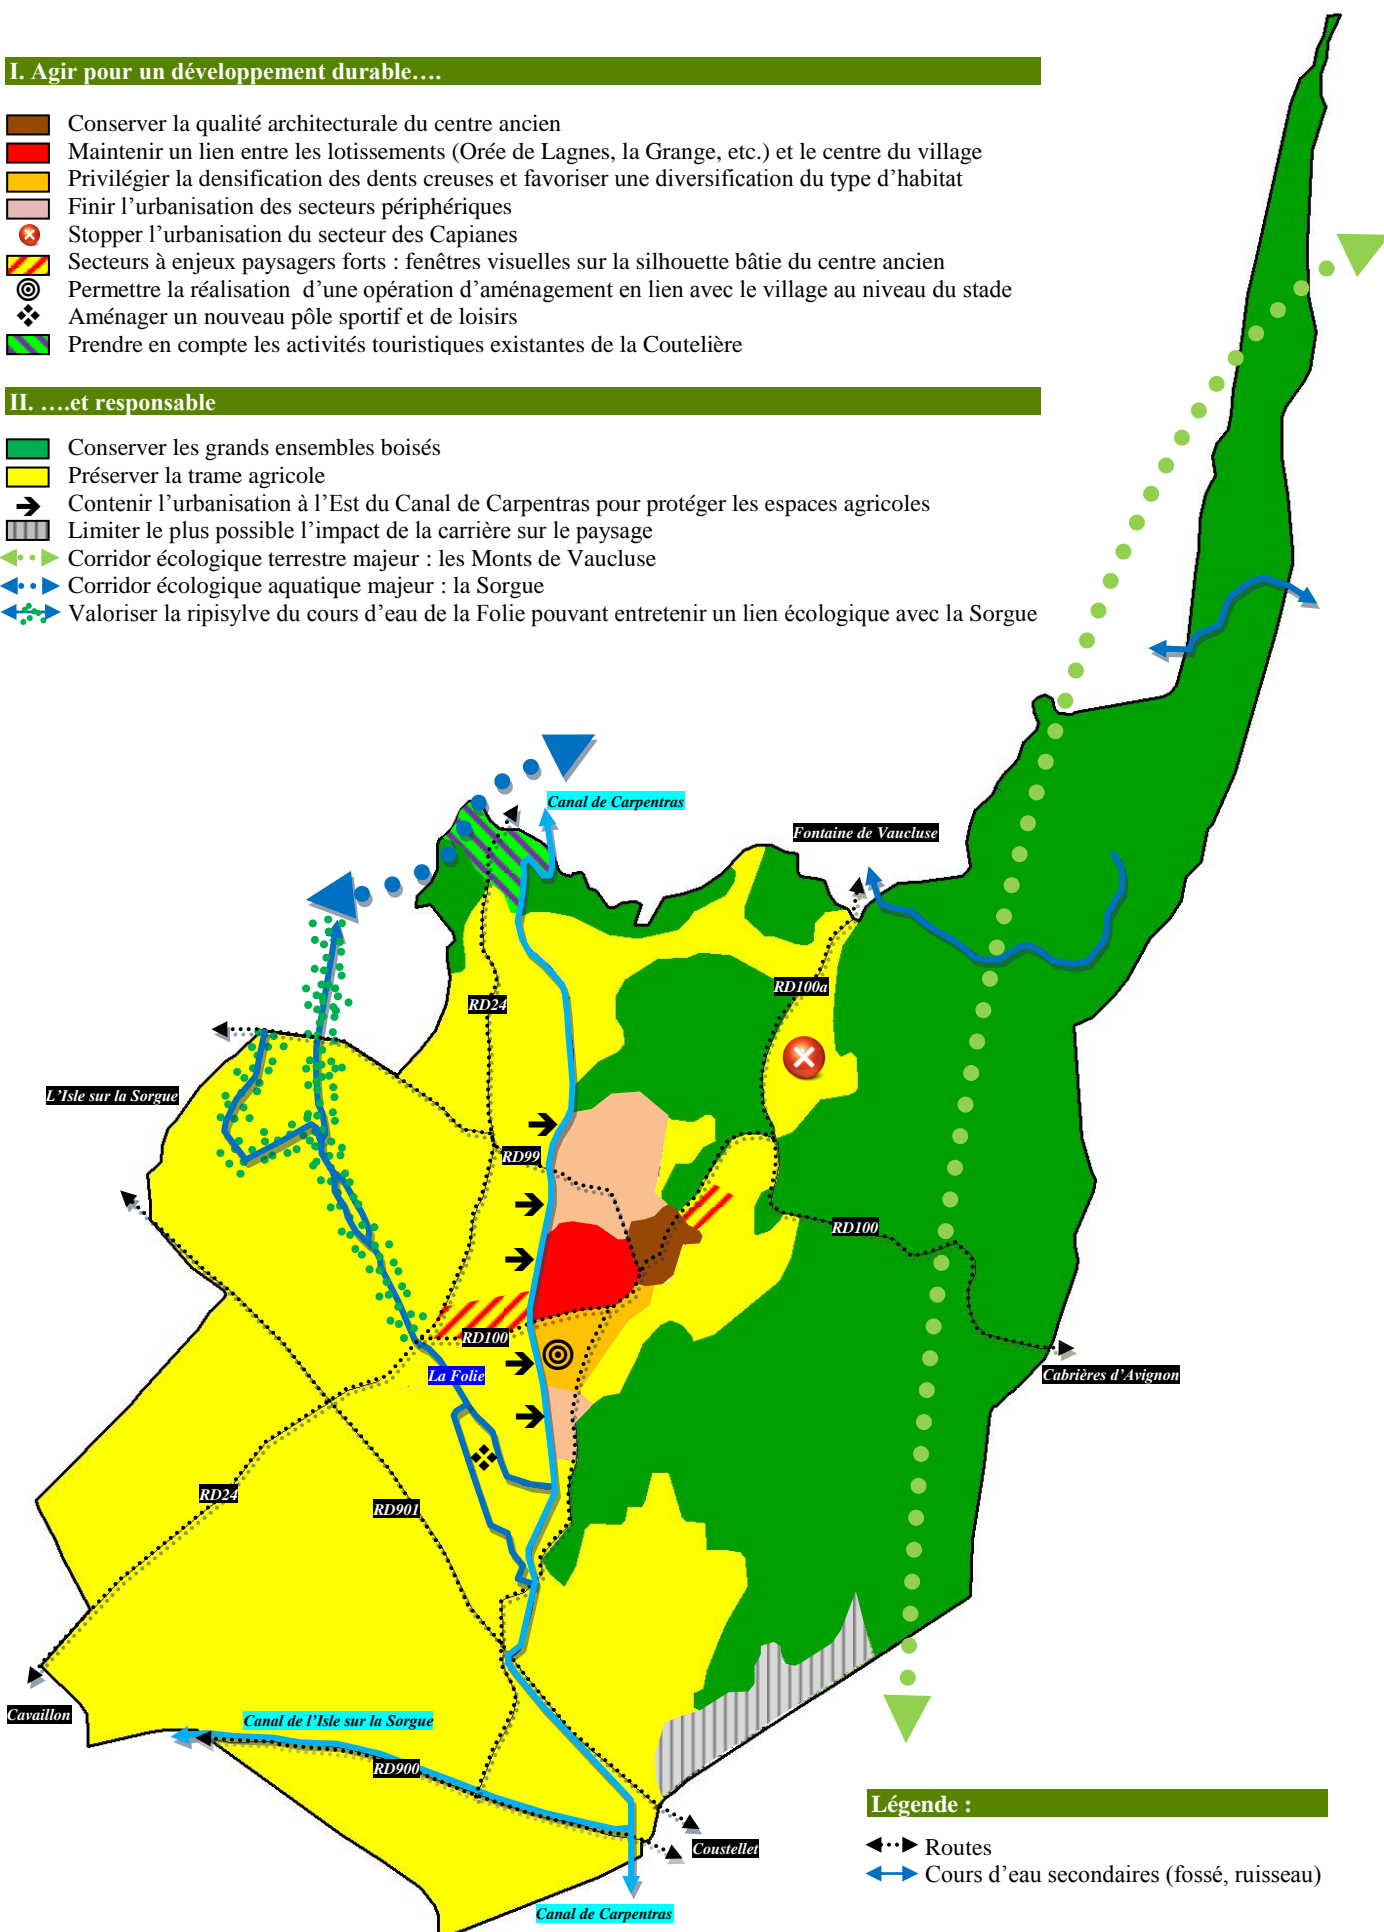 I. Agir pour un développement durable….
Conserver la qualité architecturale du centre ancien
Maintenir un lien entre les lotissements (Orée de Lagnes, la Grange, etc.) et le centre du village
Privilégier la densification des dents creuses et favoriser une diversification du type d’habitat
Finir l’urbanisation des secteurs périphériques
Stopper l’urbanisation du secteur des Capianes
Secteurs à enjeux paysagers forts : fenêtres visuelles sur la silhouette bâtie du centre ancien
Permettre la réalisation d’une opération d’aménagement en lien avec le village au niveau du stade
Aménager un nouveau pôle sportif et de loisirs
Prendre en compte les activités touristiques existantes de la Coutelière
II. ….et responsable
Conserver les grands ensembles boisés
Préserver la trame agricole
Contenir l’urbanisation à l’Est du Canal de Carpentras pour protéger les espaces agricoles
Limiter le plus possible l’impact de la carrière sur le paysage
Corridor écologique terrestre majeur : les Monts de Vaucluse
Corridor écologique aquatique majeur : la Sorgue
Valoriser la ripisylve du cours d’eau de la Folie pouvant entretenir un lien écologique avec la Sorgue
Canal de Carpentras
Fontaine de Vaucluse
RD100a
RD24
L’Isle sur la Sorgue
RD99
RD100
RD100
La Folie
Cabrières d’Avignon
RD24
RD901
Cavaillon
Canal de l’Isle sur la Sorgue
RD900
Coustellet
Canal de Carpentras
Légende :
Routes
Cours d’eau secondaires (fossé, ruisseau)